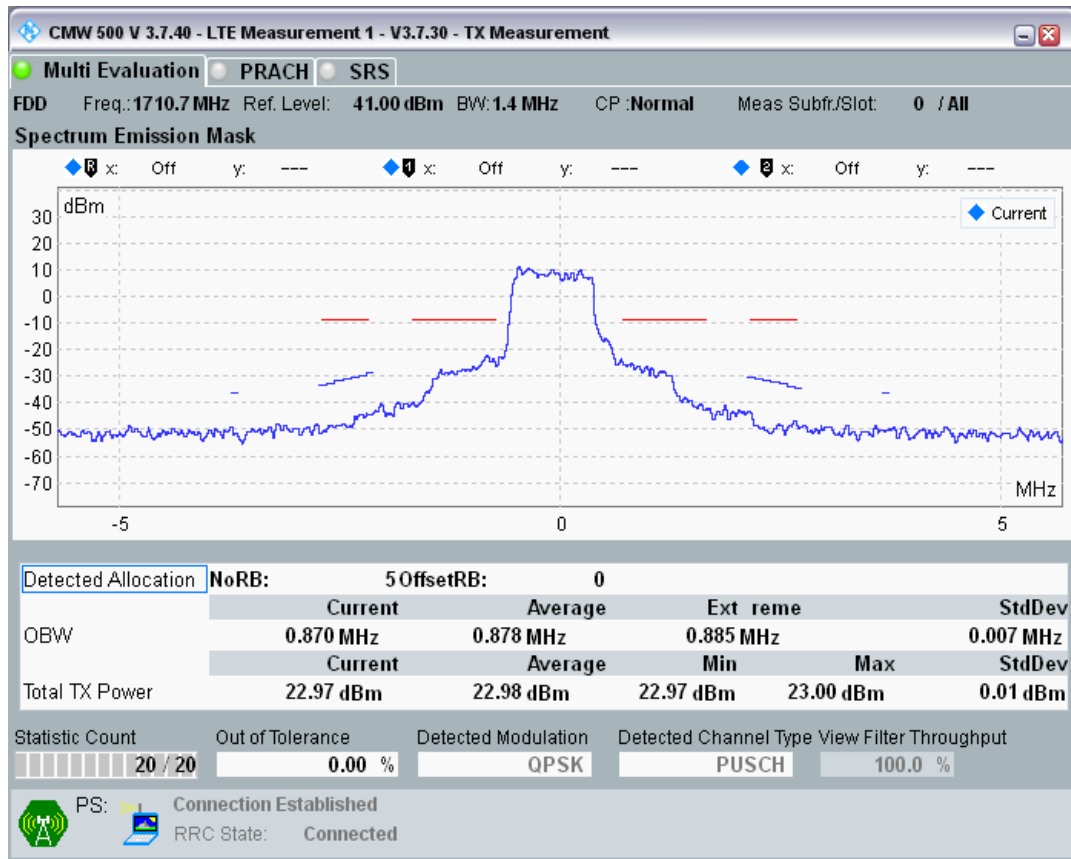 CMW 500 V 3.7.40 - LTE Measurement 1 - V3.7.30 - TX Measurement
Multi Evaluation PRACH SRS
FDD Freq.:1710.7 MHz Ref. Level: 41.00 dBm BW:1.4 MHz CP :Normal Meas Subfr./Slot: 0 / All
Spectrum Emission Mask
R x: Off y: --- 1 x: Off y: --- 2 x: Off y: ---
dBm
Current
30
20
10
0
-10
-20
-30
-40
-50
-60
-70
MHz
-5 0 5
Detected Allocation NoRB: 5 OffsetRB: 0
Current Average Ext reme StdDev
OBW 0.870 MHz 0.878 MHz 0.885 MHz 0.007 MHz
Current Average Min Max StdDev
Total TX Power 22.97 dBm 22.98 dBm 22.97 dBm 23.00 dBm 0.01 dBm
Statistic Count Out of Tolerance Detected Modulation Detected Channel Type View Filter Throughput
20 / 20 0.00 % QPSK PUSCH 100.0 %
PS: Connection Established
RRC State: Connected